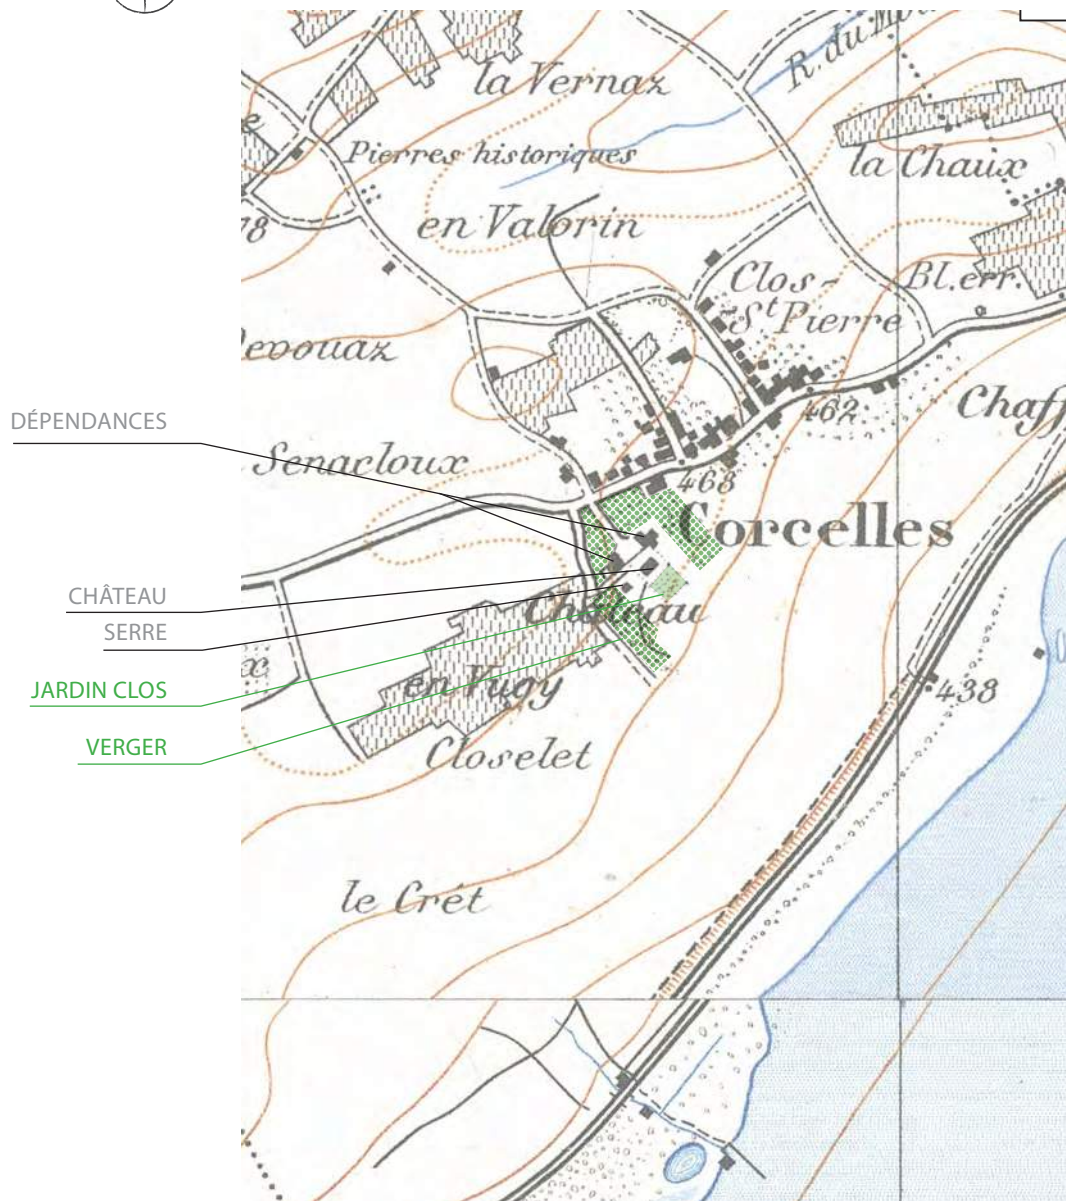 R. du
la Vernaz
Pierres historiques
la Chaux
78
en Valorin
Clos-
St Pierre
Bl. err.
evouaz
DÉPENDANCES
462
Chaff
Senacloux
463
Corcelles
CHÂTEAU
SERRE
Château
x
JARDIN CLOS
en Vugy
438
VERGER
Closelet
le Crêt